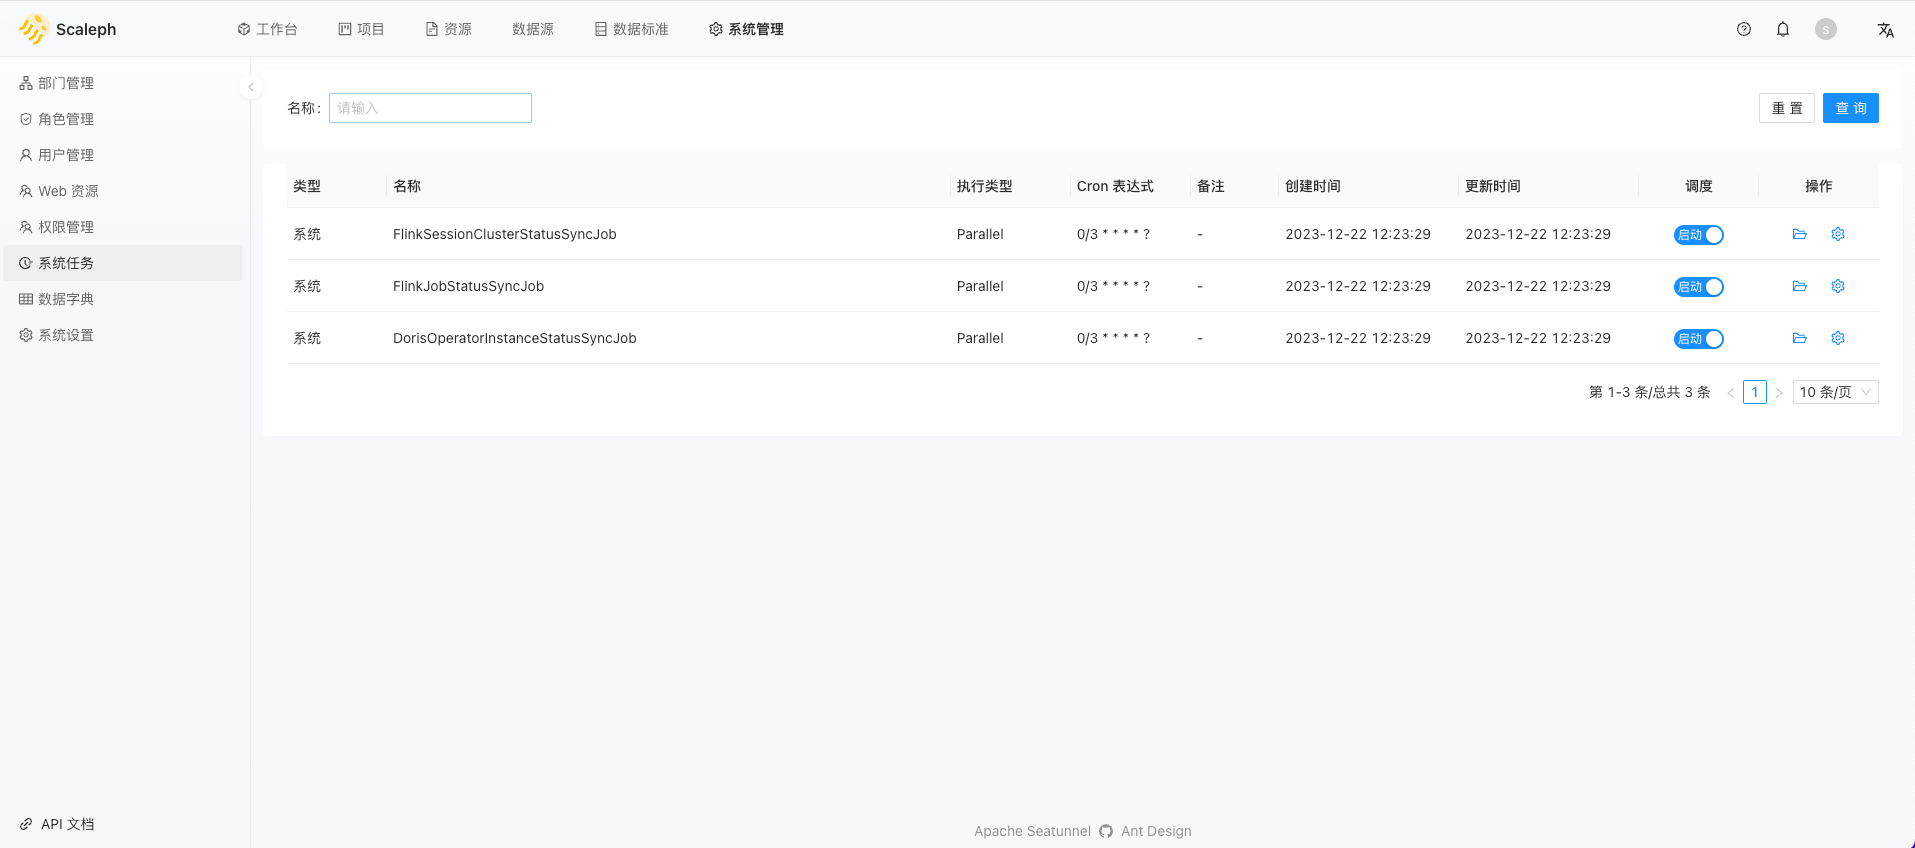 Scaleph 工作台 项目 资源 数据源 数据标准 系统管理 S
部门管理
角色管理
用户管理
Web 资源
权限管理
系统任务
数据字典
系统设置
API 文档
名称: 请输入 重 置 查 询
类型 名称 执行类型 Cron 表达式 备注 创建时间 更新时间 调度 操作
系统 FlinkSessionClusterStatusSyncJob Parallel 0/3 * * * * ? - 2023-12-22 12:23:29 2023-12-22 12:23:29 启动
系统 FlinkJobStatusSyncJob Parallel 0/3 * * * * ? - 2023-12-22 12:23:29 2023-12-22 12:23:29 启动
系统 DorisOperatorInstanceStatusSyncJob Parallel 0/3 * * * * ? - 2023-12-22 12:23:29 2023-12-22 12:23:29 启动
第 1-3 条/总共 3 条 < 1 > 10 条/页
Apache Seatunnel Ant Design